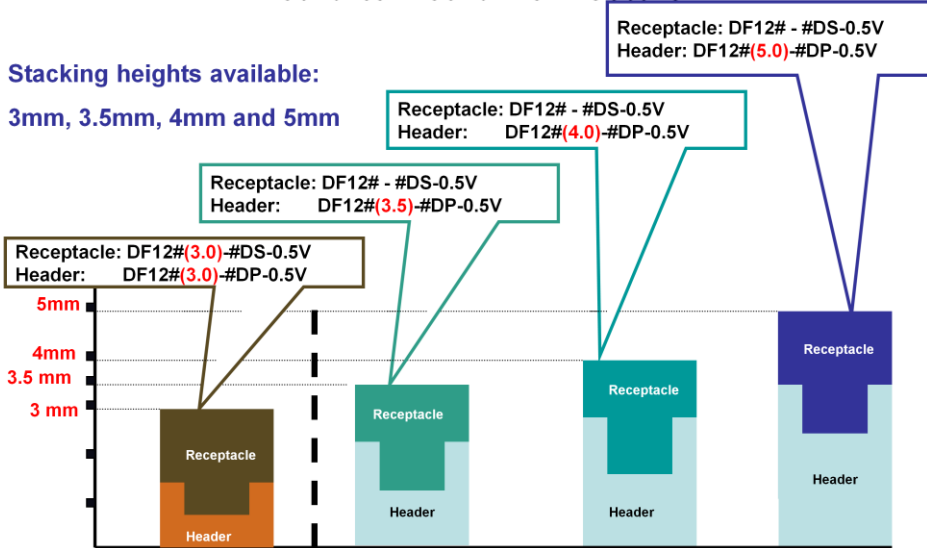 Receptacle: DF12# - #DS-0.5V
Header: DF12#(5.0)-#DP-0.5V
Stacking heights available:
3mm, 3.5mm, 4mm and 5mm
Receptacle: DF12# - #DS-0.5V
Header: DF12#(4.0)-#DP-0.5V
Receptacle: DF12# - #DS-0.5V
Header: DF12#(3.5)-#DP-0.5V
Receptacle: DF12#(3.0)-#DS-0.5V
Header: DF12#(3.0)-#DP-0.5V
5mm
4mm
3.5 mm
3 mm
Receptacle
Header
Receptacle
Header
Receptacle
Header
Receptacle
Header